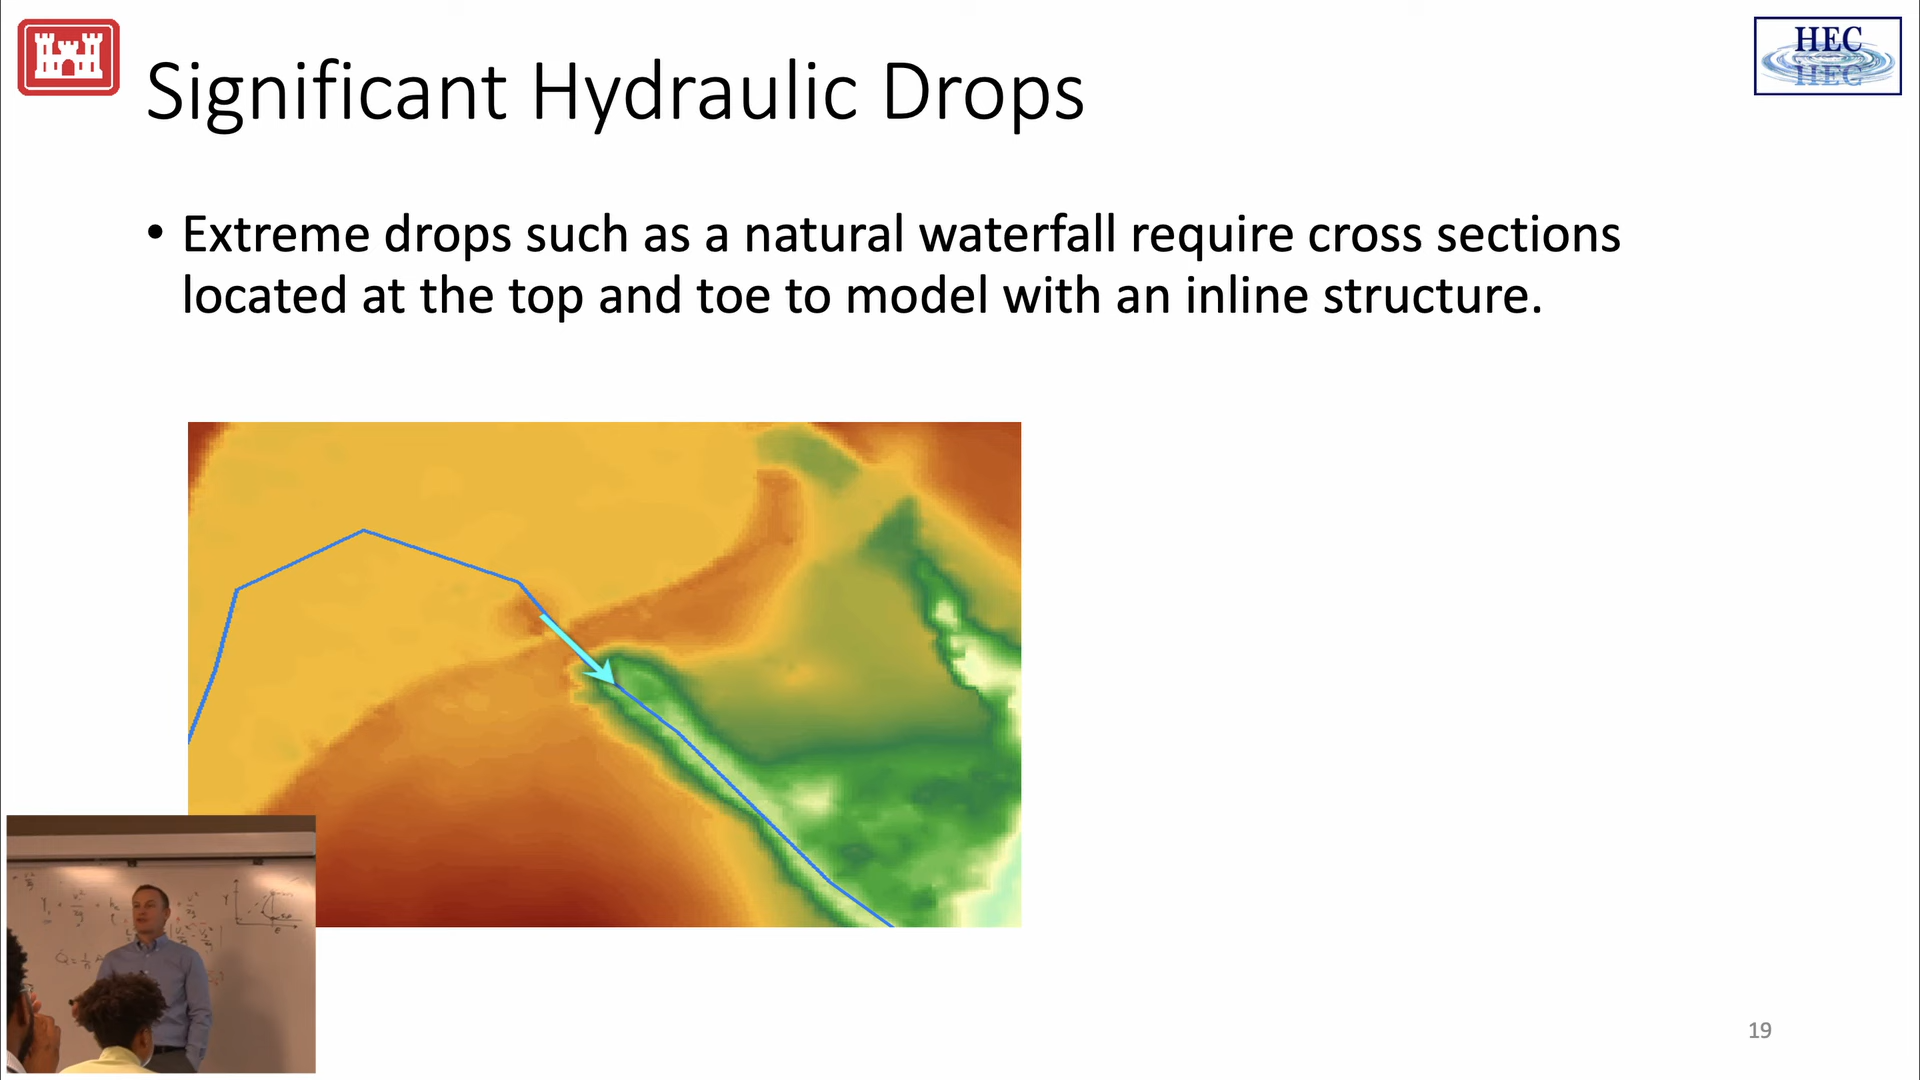 HEC
HEC
Significant Hydraulic Drops
• Extreme drops such as a natural waterfall require cross sections
located at the top and toe to model with an inline structure.
19